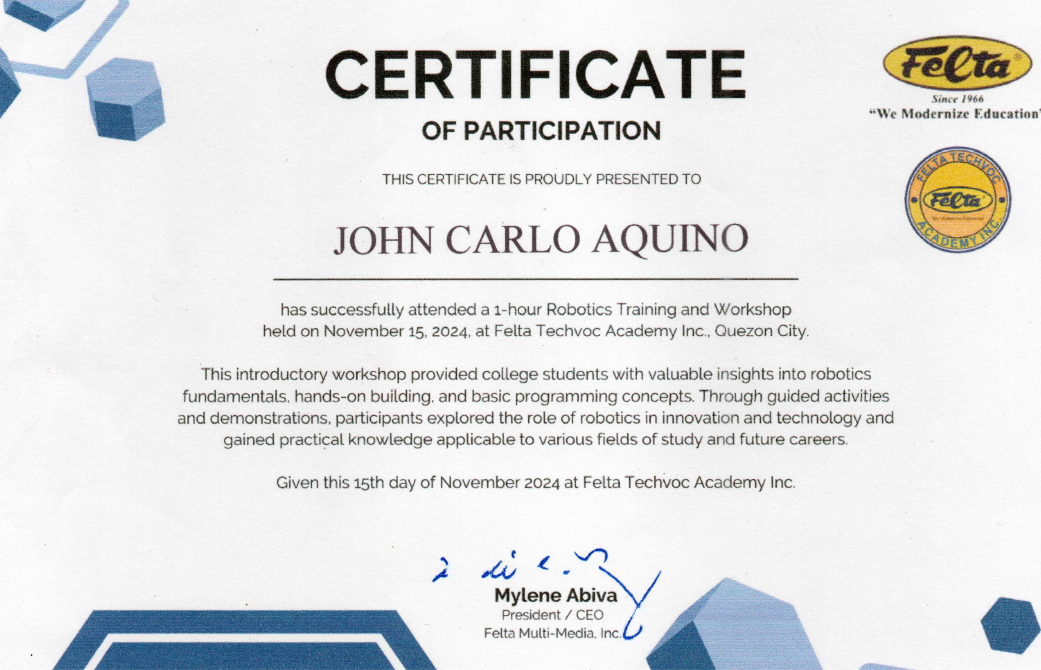 CERTIFICATE
OF PARTICIPATION
THIS CERTIFICATE IS PROUDLY PRESENTED TO
JOHN CARLO AQUINO
has successfully attended a 1-hour Robotics Training and Workshop
held on November 15, 2024, at Felta Techvoc Academy Inc., Quezon City.
This introductory workshop provided college students with valuable insights into robotics
fundamentals, hands-on building, and basic programming concepts. Through guided activities
and demonstrations, participants explored the role of robotics in innovation and technology and
gained practical knowledge applicable to various fields of study and future careers.
Given this 15th day of November 2024 at Felta Techvoc Academy Inc.
Mylene Abiva
President / CEO
Felta Multi-Media, Inc.
Felta®
Since 1966
"We Modernize Education"
FELTA TECHVOC
Felta
"We Modernize Education"
ACADEMY INC.